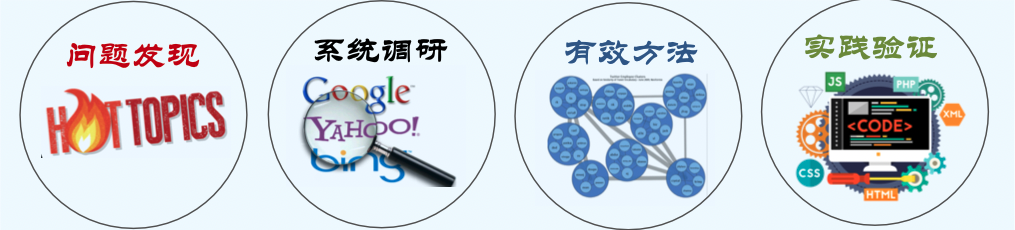 问题发现
HOT TOPICS
系统调研
Google
YAHOO!
bing
有效方法
实践验证
JS
PHP
XML
<CODE>
CSS
HTML